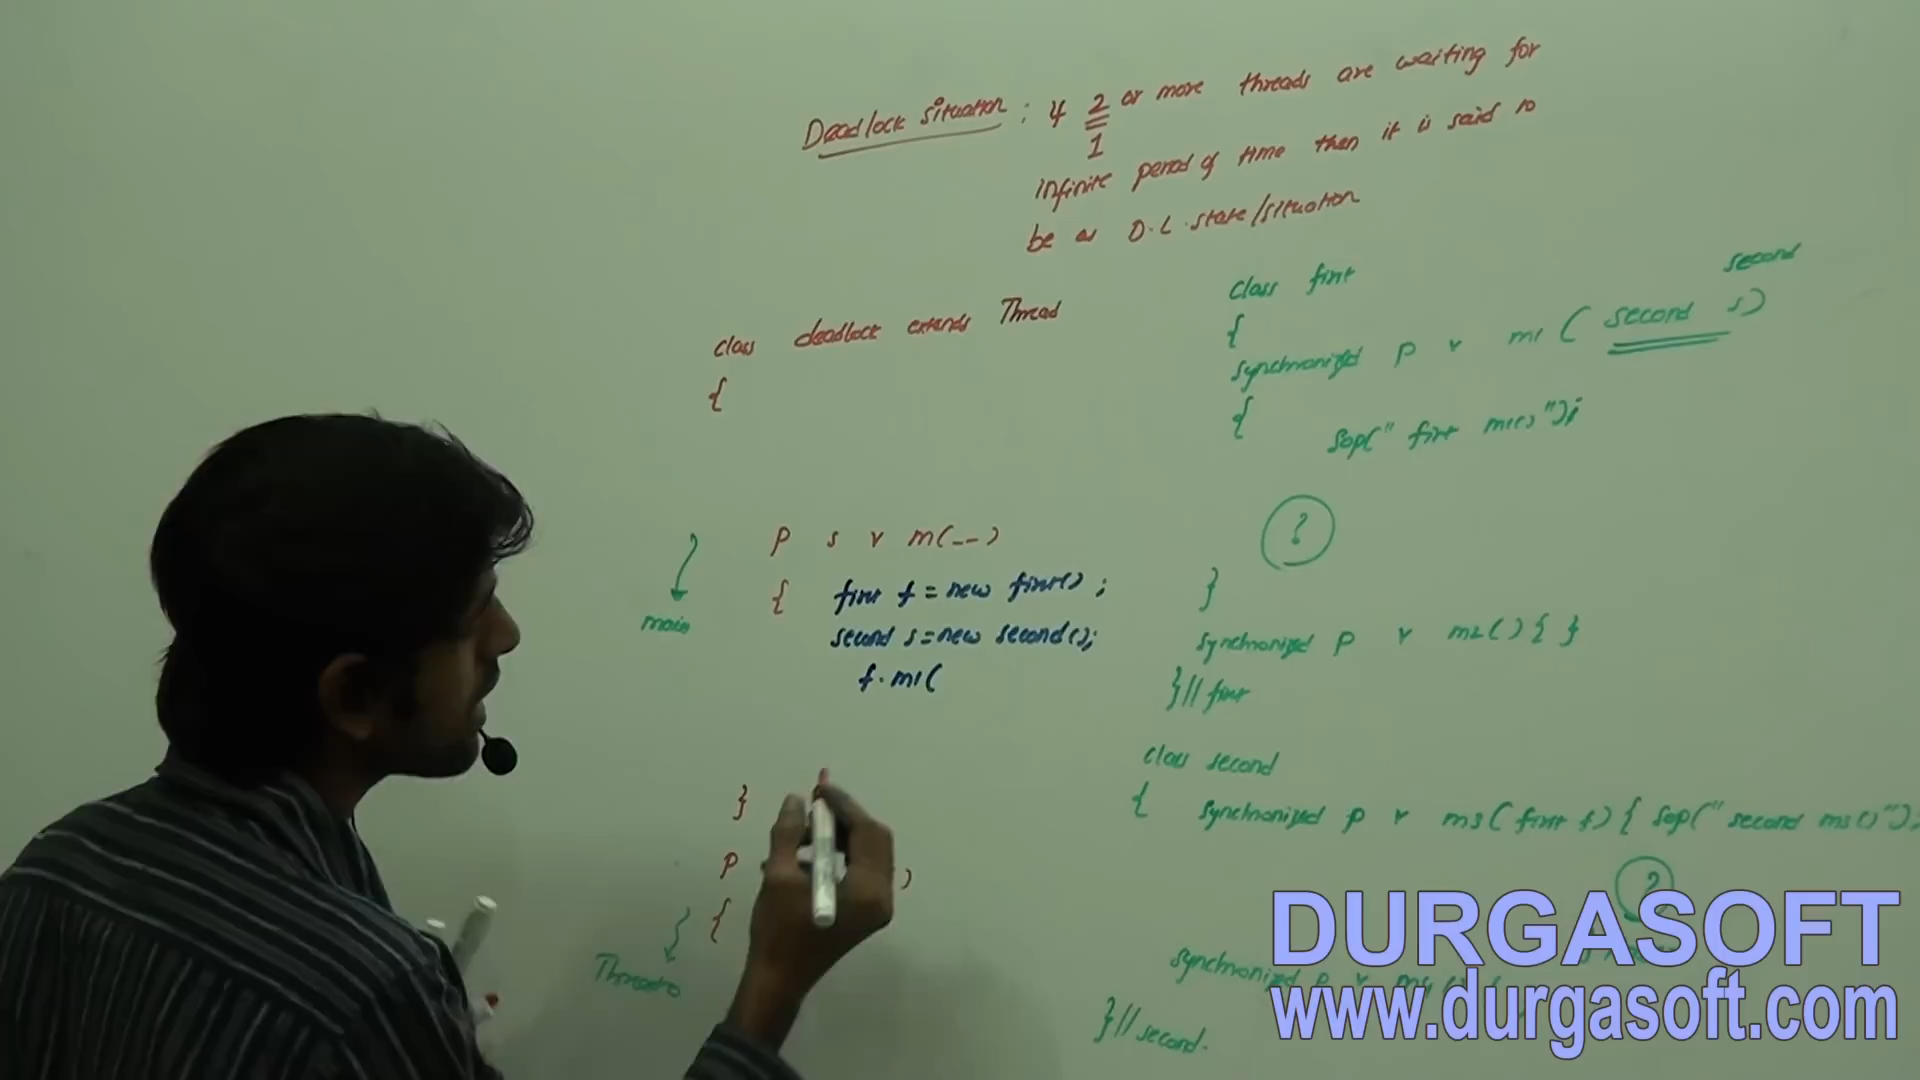 Deadlock situation : If 2 or more threads are waiting for
1
infinite period of time then it is said to
be as D.L. state/situation
class deadlock extends Thread
{
P s v m(--)
main
{ first f = new first();
second s = new second();
f.m1(
}
P )
{
Thread0
class first
{
second
synchronized P v m1 ( second s)
{
Sop(" first m1()");
?
}
synchronized P v m2() { }
}// first
class second
{ synchronized P v m3( first f) { Sop(" second m3()");
?
synchronized P v
}// second.
DURGASOFT
www.durgasoft.com